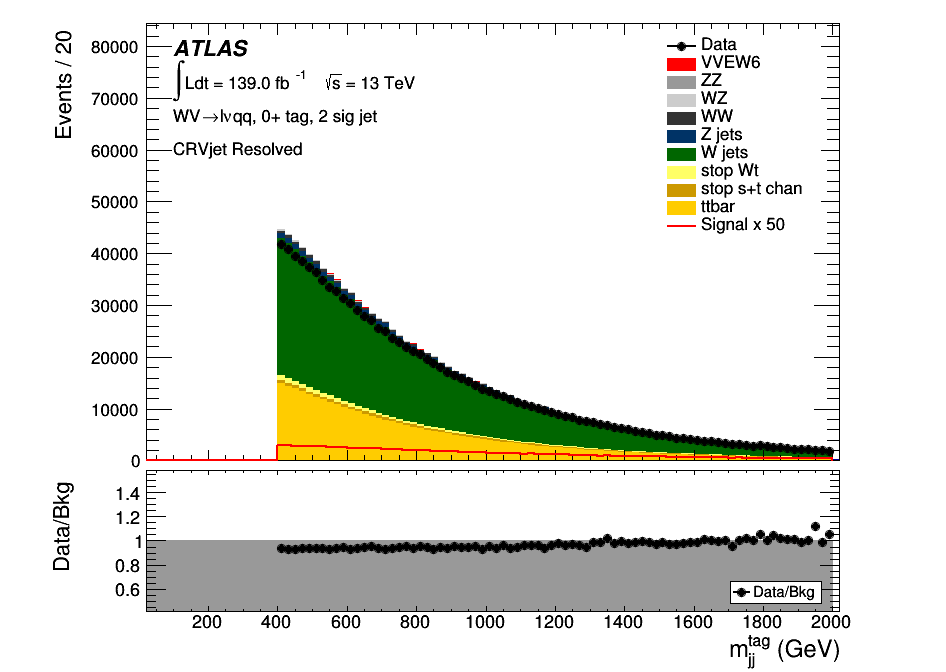 Events / 20
80000
70000
60000
50000
40000
30000
20000
10000
0
ATLAS
∫Ldt = 139.0 fb⁻¹ √s = 13 TeV
WV→lνqq, 0+ tag, 2 sig jet
CRVjet Resolved
Data
VVEW6
ZZ
WZ
WW
Z jets
W jets
stop Wt
stop s+t chan
ttbar
Signal x 50
Data/Bkg
1.4
1.2
1
0.8
0.6
Data/Bkg
200 400 600 800 1000 1200 1400 1600 1800 2000
m_jj^tag (GeV)